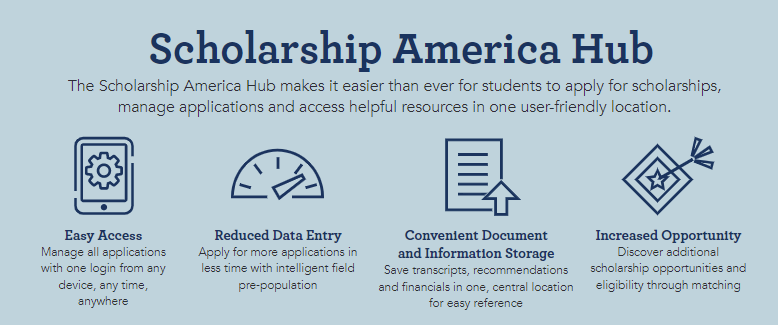 Scholarship America Hub
The Scholarship America Hub makes it easier than ever for students to apply for scholarships,
manage applications and access helpful resources in one user-friendly location.
Easy Access
Manage all applications
with one login from any
device, any time,
anywhere
Reduced Data Entry
Apply for more applications in
less time with intelligent field
pre-population
Convenient Document
and Information Storage
Save transcripts, recommendations
and financials in one, central location
for easy reference
Increased Opportunity
Discover additional
scholarship opportunities and
eligibility through matching